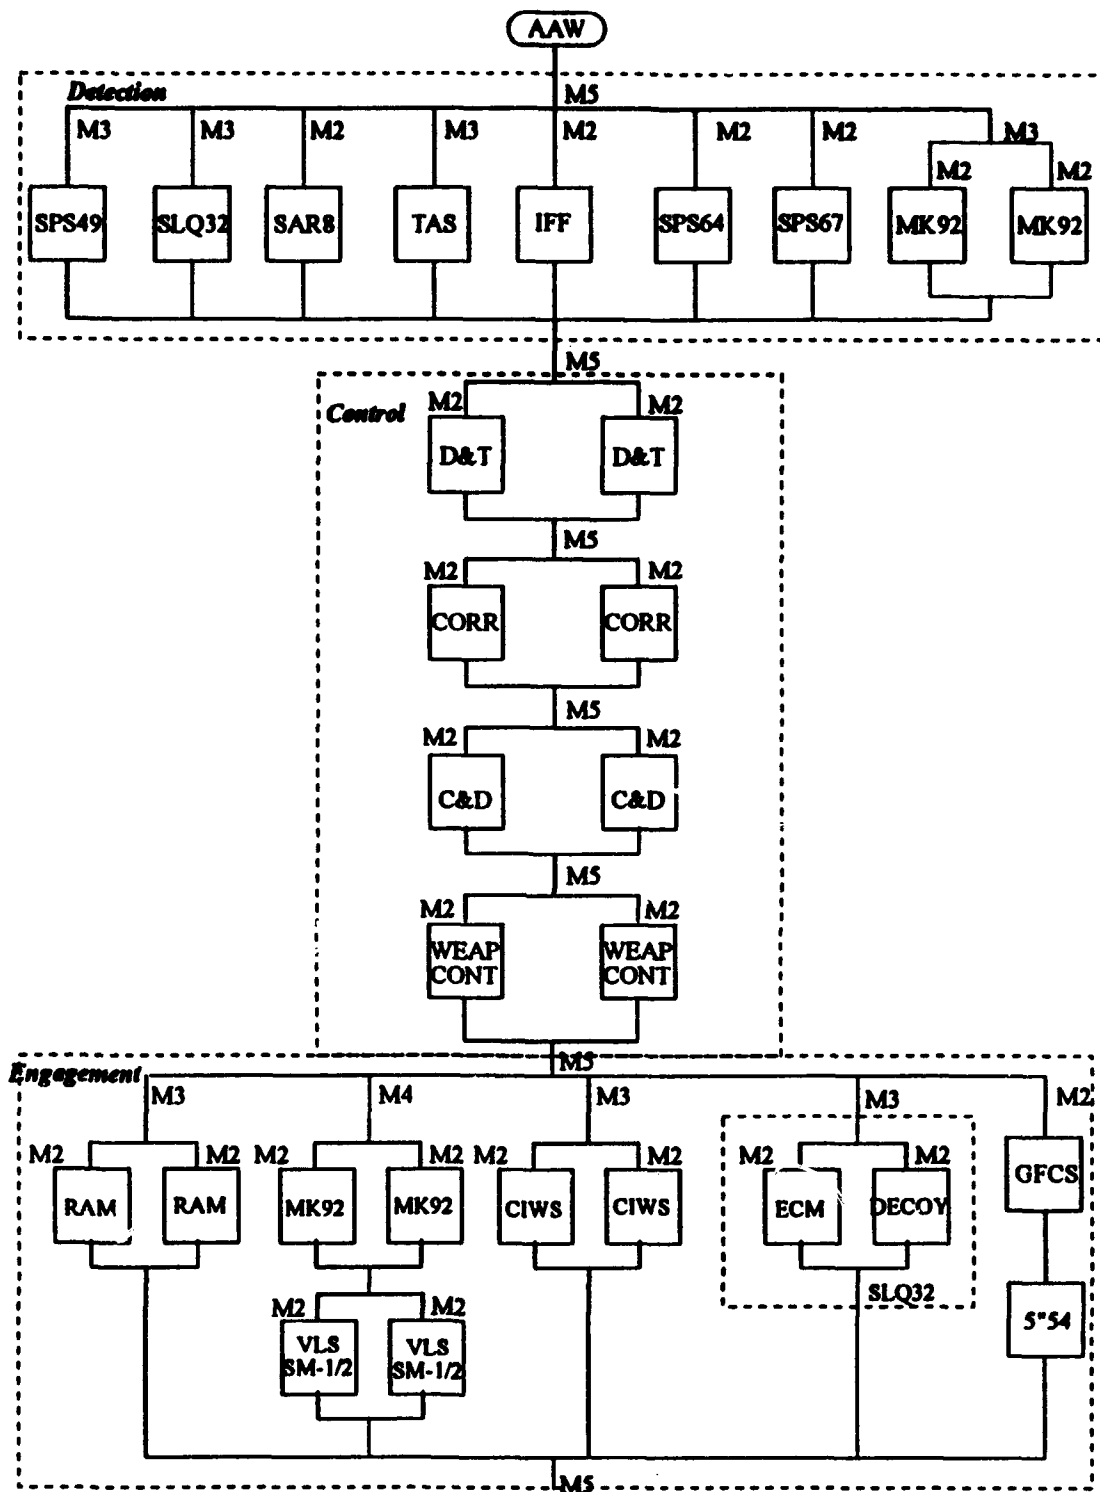 AAW
Detection
M5
M3 M3 M2 M3 M2 M2 M2 M3
M2 M2
SPS49 SLQ32 SAR8 TAS IFF SPS64 SPS67 MK92 MK92
M5
Control
M2 M2
D&T D&T
M5
M2 M2
CORR CORR
M5
M2 M2
C&D C&D
M5
M2 M2
WEAP CONT WEAP CONT
M5
Engagement
M3 M4 M3 M3 M2
M2 M2 M2 M2 M2 M2 M2 M2
RAM RAM MK92 MK92 CIWS CIWS ECM DECOY GFCS
SLQ32
M2 M2
VLS SM-1/2 VLS SM-1/2
5"54
M5